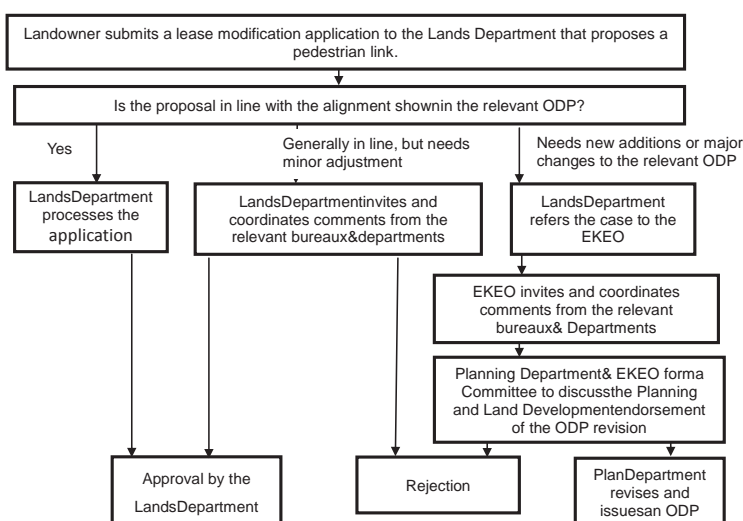 Landowner submits a lease modification application to the Lands Department that proposes a
pedestrian link.
Is the proposal in line with the alignment shownin the relevant ODP?
Yes
Generally in line, but needs
minor adjustment
Needs new additions or major
changes to the relevant ODP
LandsDepartment
processes the
application
LandsDepartmentinvites and
coordinates comments from the
relevant bureaux&departments
LandsDepartment
refers the case to the
EKEO
EKEO invites and coordinates
comments from the relevant
bureaux& Departments
Planning Department& EKEO forma
Committee to discussthe Planning
and Land Developmentendorsement
of the ODP revision
Approval by the
LandsDepartment
Rejection
PlanDepartment
revises and
issuesan ODP